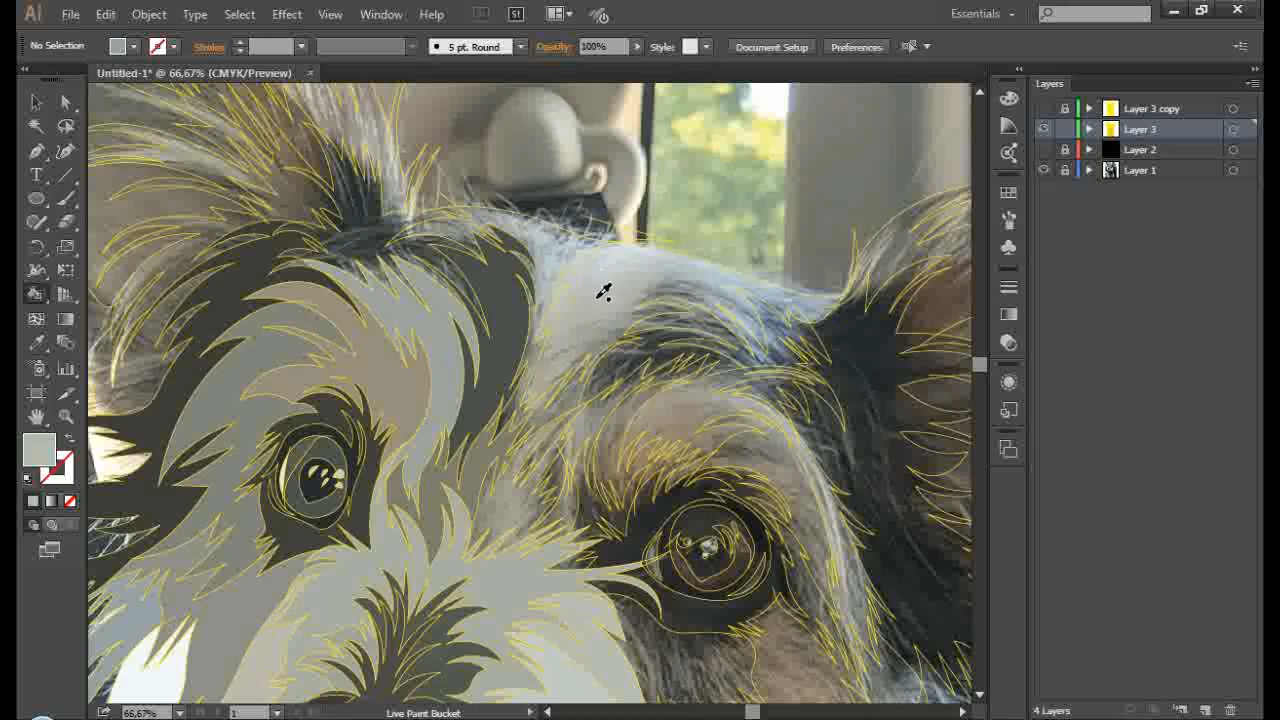 Ai File Edit Object Type Select Effect View Window Help St Essentials
No Selection Stroke: 5 pt. Round Opacity: 100% Style: Document Setup Preferences
Untitled-1* @ 66,67% (CMYK/Preview) ×
Layers
Layer 3 copy
Layer 3
Layer 2
Layer 1
66,67% 1 Live Paint Bucket 4 Layers